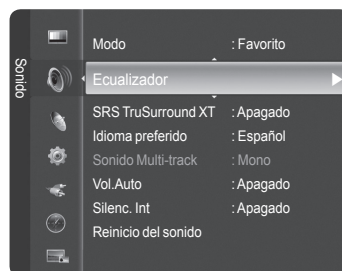 Sonido
Modo : Favorito
Ecualizador
SRS TruSurround XT : Apagado
Idioma preferido : Español
Sonido Multi-track : Mono
Vol.Auto : Apagado
Silenc. Int : Apagado
Reinicio del sonido